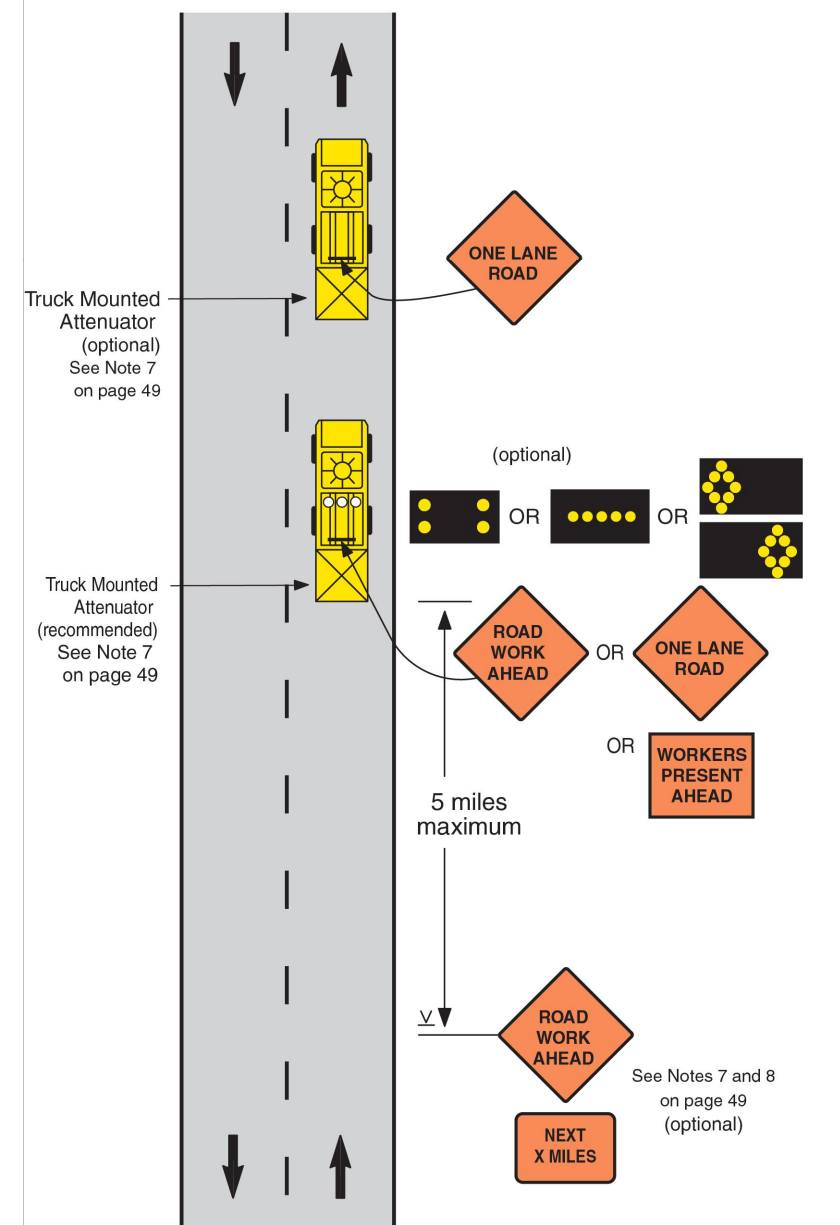 ONE LANE
ROAD
Truck Mounted
Attenuator
(optional)
See Note 7
on page 49
(optional)
OR
OR
Truck Mounted
Attenuator
(recommended)
See Note 7
on page 49
ROAD
WORK
AHEAD
OR
ONE LANE
ROAD
OR
WORKERS
PRESENT
AHEAD
5 miles
maximum
ROAD
WORK
AHEAD
See Notes 7 and 8
on page 49
(optional)
NEXT
X MILES